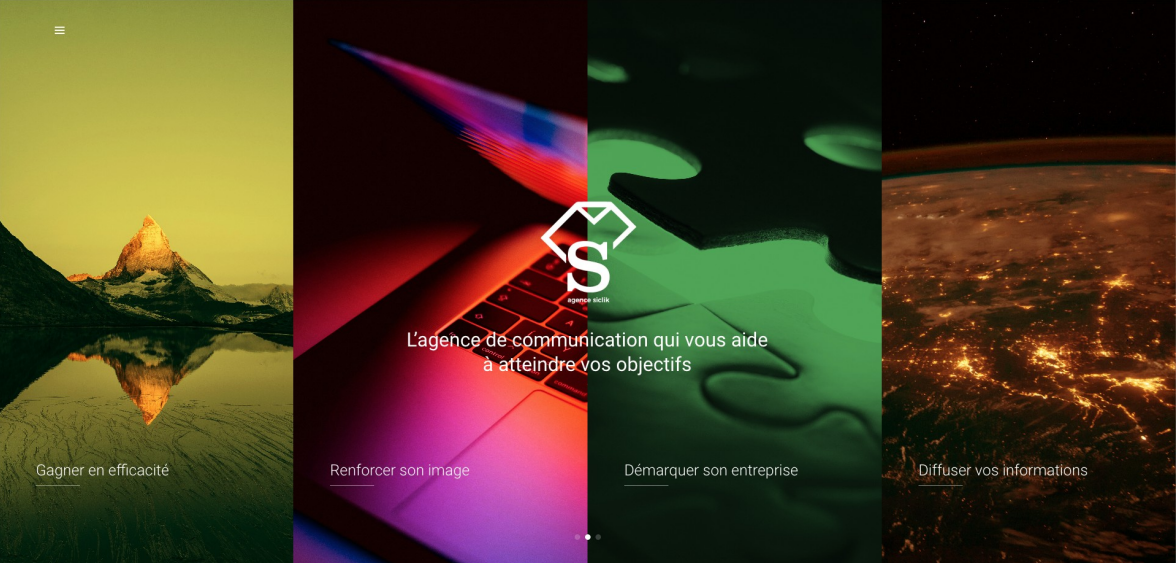 S
agence siclik
L'agence de communication qui vous aide
à atteindre vos objectifs
Gagner en efficacité
Renforcer son image
Démarquer son entreprise
Diffuser vos informations